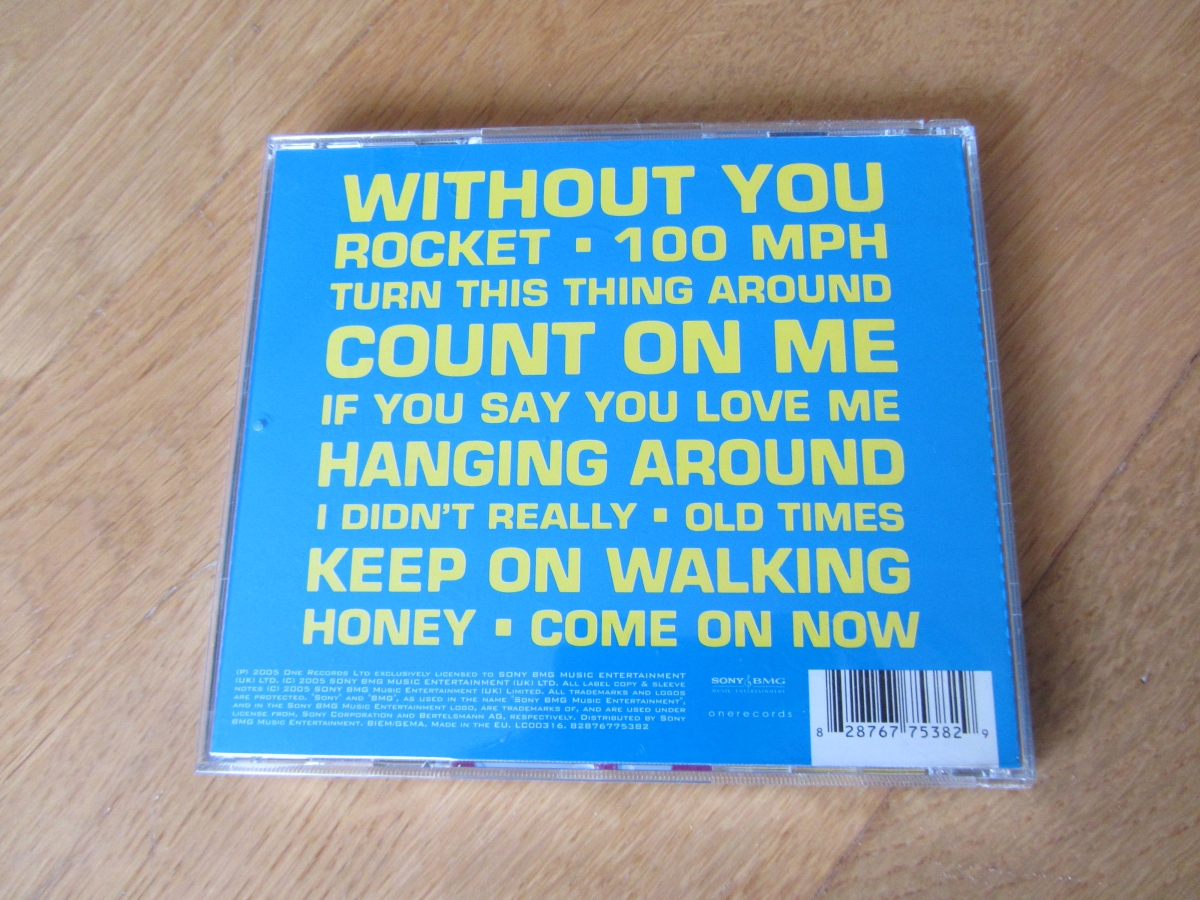 WITHOUT YOU
ROCKET ▪ 100 MPH
TURN THIS THING AROUND
COUNT ON ME
IF YOU SAY YOU LOVE ME
HANGING AROUND
I DIDN'T REALLY ▪ OLD TIMES
KEEP ON WALKING
HONEY ▪ COME ON NOW
(P) 2005 One Records Ltd exclusively licensed to SONY BMG MUSIC ENTERTAINMENT
(UK) LTD. (C) 2005 SONY BMG MUSIC ENTERTAINMENT (UK) LTD. All label copy & sleeve
notes (C) 2005 SONY BMG Music Entertainment (UK) Limited. All trademarks and logos
are protected. 'Sony' and 'BMG', as used in the name 'Sony BMG Music Entertainment',
and in the Sony BMG Music Entertainment logo, are trademarks of, and are used under
license from, Sony Corporation and Bertelsmann AG, respectively. Distributed by Sony
BMG Music Entertainment. BIEM/GEMA. Made in the EU. LC00316. 82876775382
SONY BMG
MUSIC ENTERTAINMENT
onerecords
8 28767 75382 9